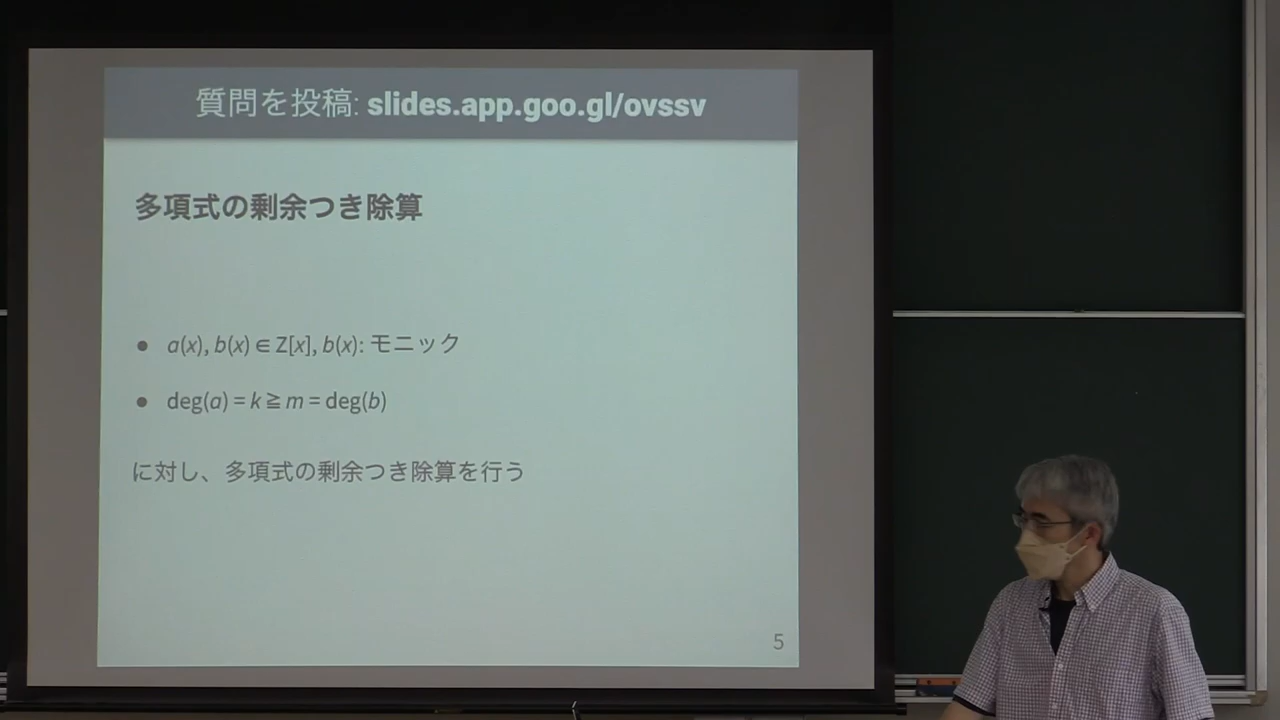 質問を投稿: slides.app.goo.gl/ovssv
多項式の剰余つき除算
● a(x), b(x) ∈ Z[x], b(x): モニック
● deg(a) = k ≧ m = deg(b)
に対し、多項式の剰余つき除算を行う
5